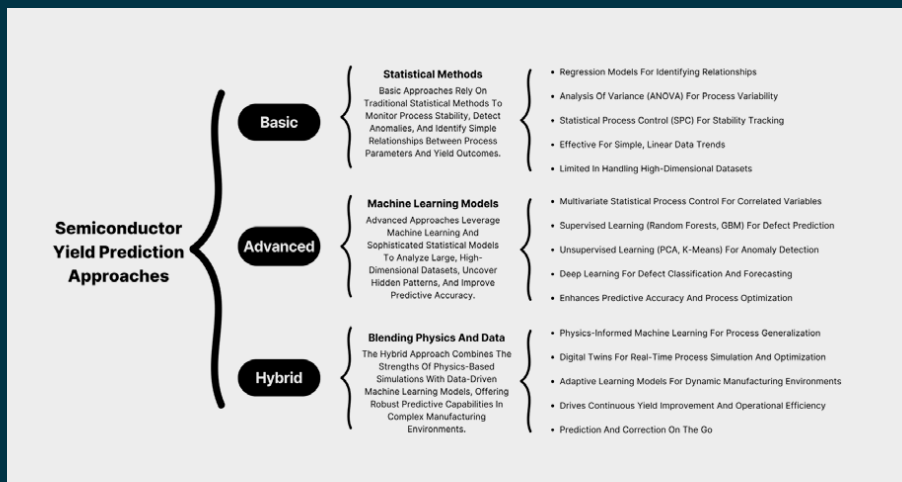 Semiconductor
Yield Prediction
Approaches
Basic
Statistical Methods
Basic Approaches Rely On
Traditional Statistical Methods To
Monitor Process Stability, Detect
Anomalies, And Identify Simple
Relationships Between Process
Parameters And Yield Outcomes.
• Regression Models For Identifying Relationships
• Analysis Of Variance (ANOVA) For Process Variability
• Statistical Process Control (SPC) For Stability Tracking
• Effective For Simple, Linear Data Trends
• Limited In Handling High-Dimensional Datasets
Advanced
Machine Learning Models
Advanced Approaches Leverage
Machine Learning And
Sophisticated Statistical Models
To Analyze Large, High-
Dimensional Datasets, Uncover
Hidden Patterns, And Improve
Predictive Accuracy.
• Multivariate Statistical Process Control For Correlated Variables
• Supervised Learning (Random Forests, GBM) For Defect Prediction
• Unsupervised Learning (PCA, K-Means) For Anomaly Detection
• Deep Learning For Defect Classification And Forecasting
• Enhances Predictive Accuracy And Process Optimization
Hybrid
Blending Physics And Data
The Hybrid Approach Combines The
Strengths Of Physics-Based
Simulations With Data-Driven
Machine Learning Models, Offering
Robust Predictive Capabilities In
Complex Manufacturing
Environments.
• Physics-Informed Machine Learning For Process Generalization
• Digital Twins For Real-Time Process Simulation And Optimization
• Adaptive Learning Models For Dynamic Manufacturing Environments
• Drives Continuous Yield Improvement And Operational Efficiency
• Prediction And Correction On The Go